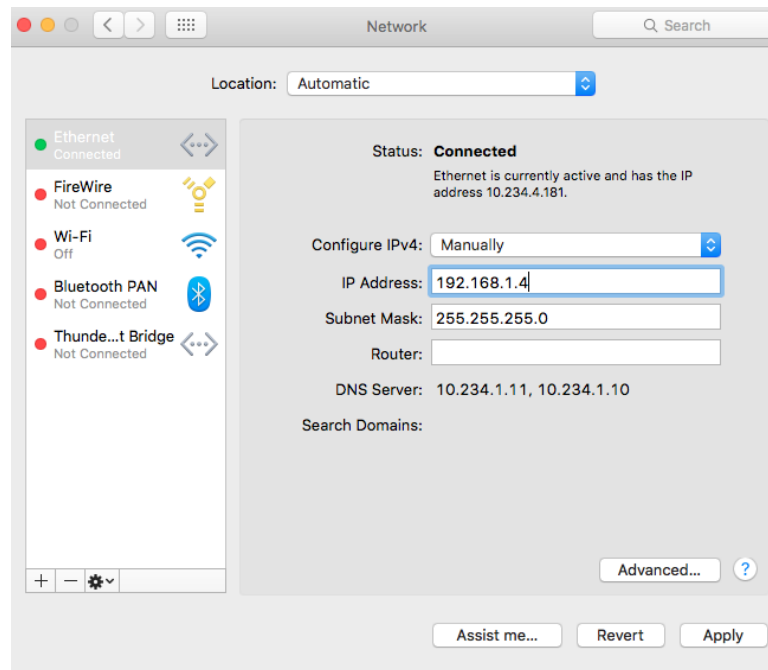 Network
Search
Location: Automatic
Ethernet
Connected
FireWire
Not Connected
Wi-Fi
Off
Bluetooth PAN
Not Connected
Thunde...t Bridge
Not Connected
Status: Connected
Ethernet is currently active and has the IP
address 10.234.4.181.
Configure IPv4: Manually
IP Address: 192.168.1.4
Subnet Mask: 255.255.255.0
Router:
DNS Server: 10.234.1.11, 10.234.1.10
Search Domains:
Advanced... ?
Assist me... Revert Apply